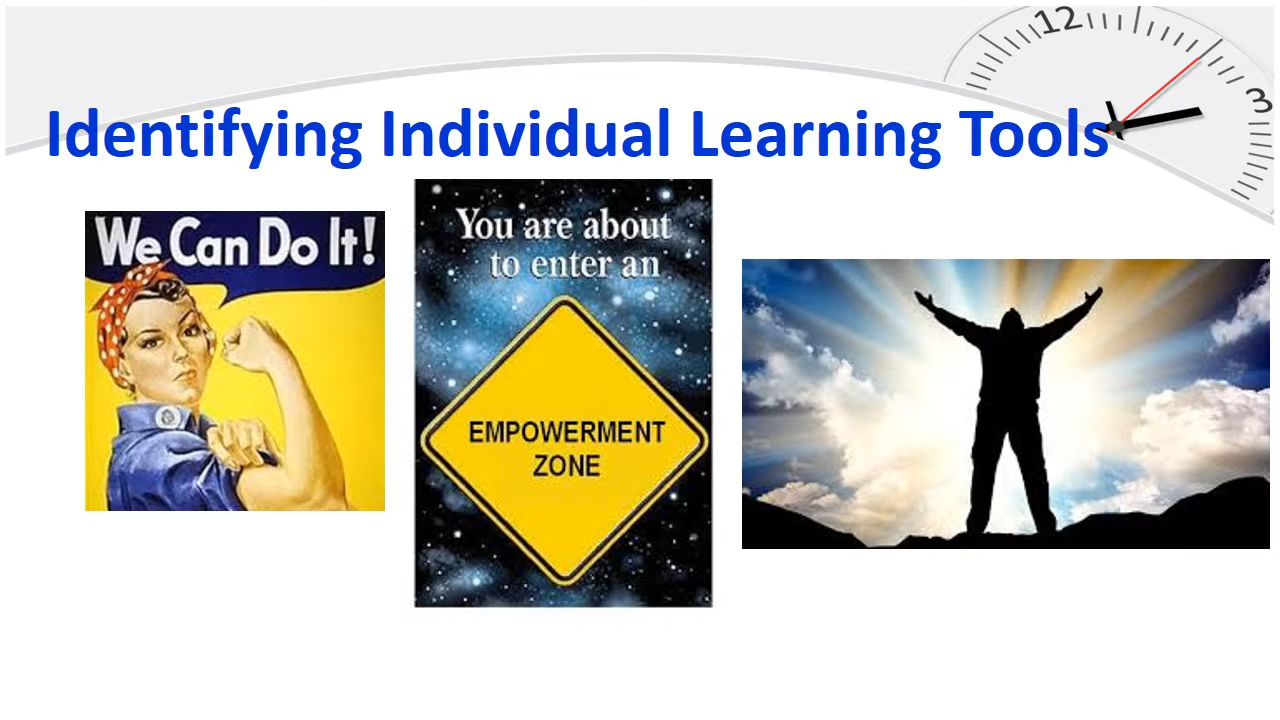 12
3
Identifying Individual Learning Tools
We Can Do It!
You are about
to enter an
EMPOWERMENT
ZONE